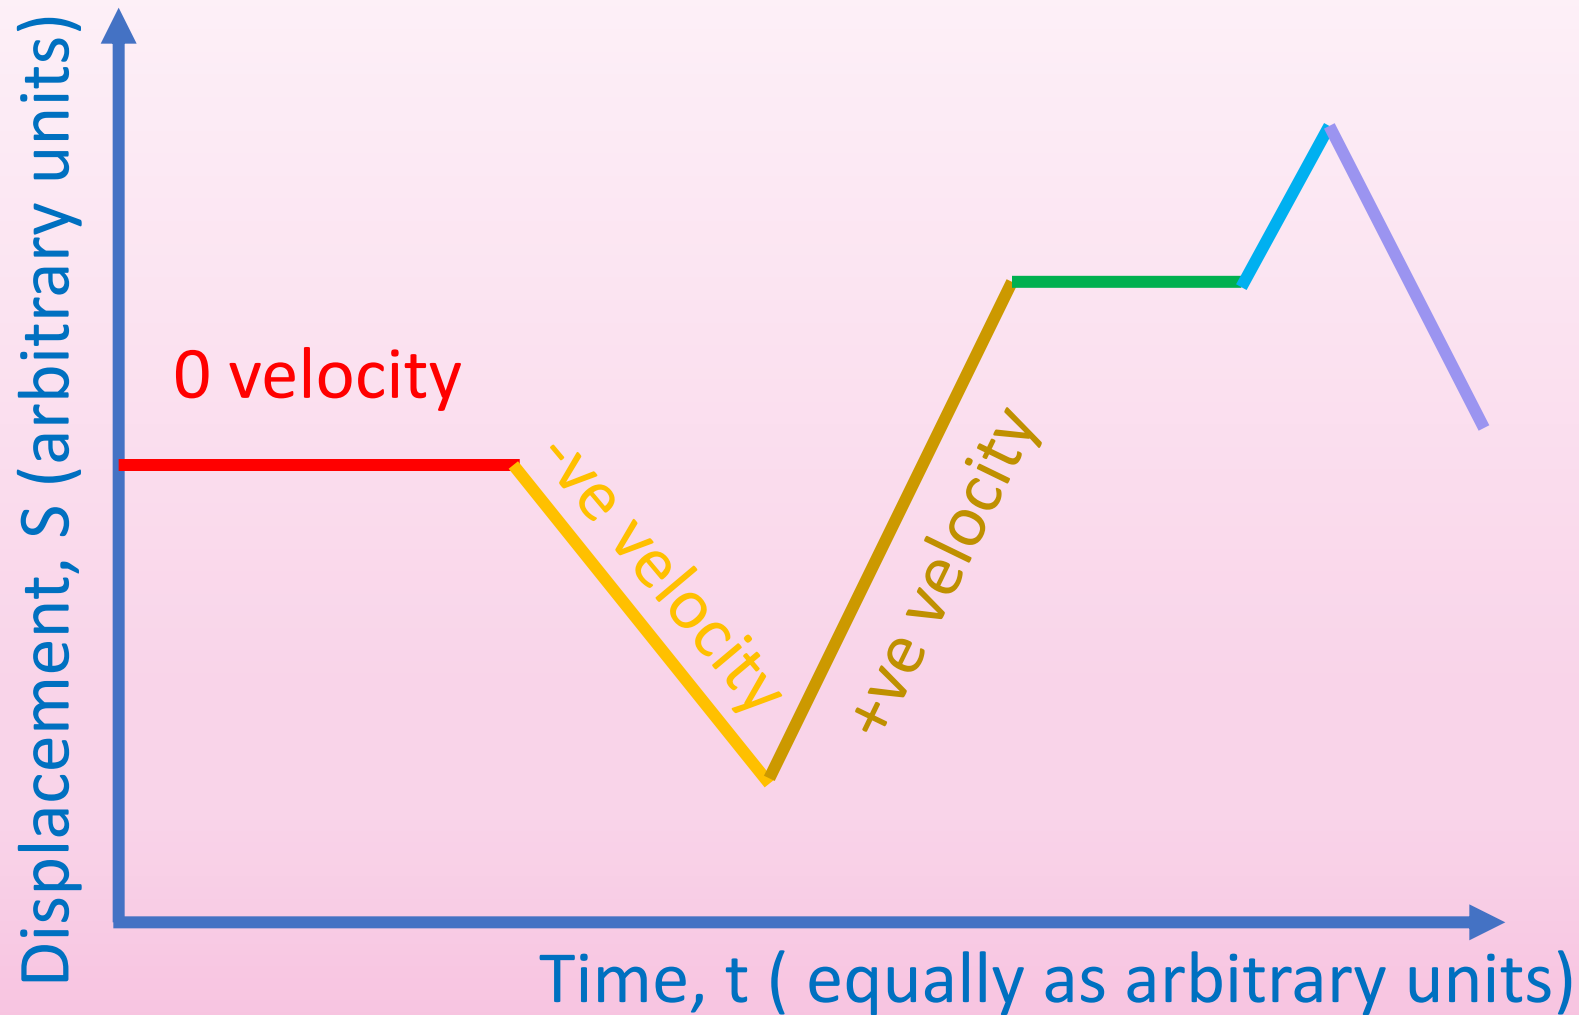 Displacement, S (arbitrary units)
0 velocity
-ve velocity
+ve velocity
Time, t ( equally as arbitrary units)